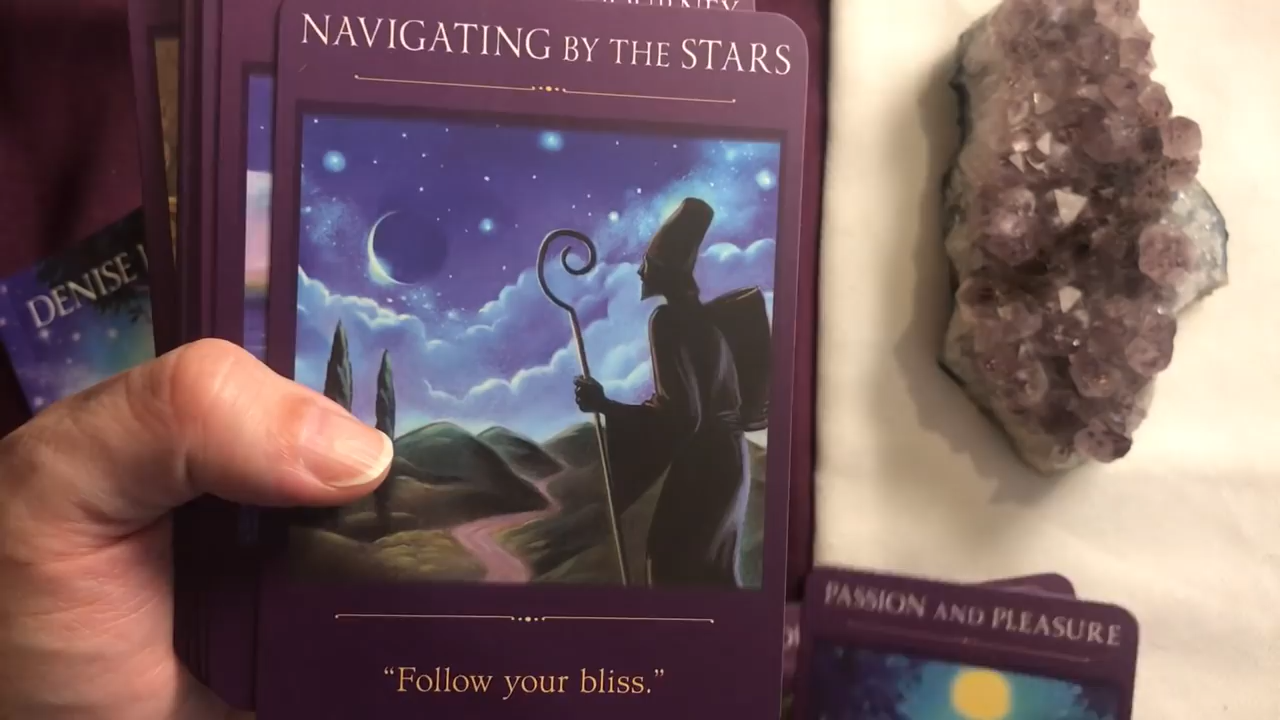 NAVIGATING BY THE STARS
"Follow your bliss."
DENISE
PASSION AND PLEASURE